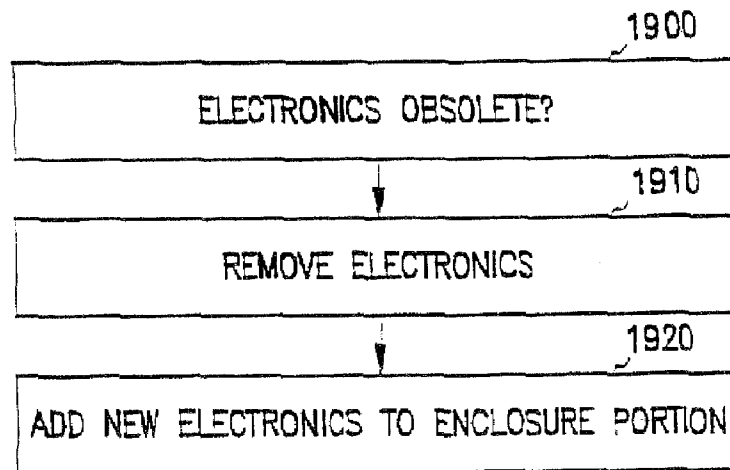 1900
ELECTRONICS OBSOLETE?
1910
REMOVE ELECTRONICS
1920
ADD NEW ELECTRONICS TO ENCLOSURE PORTION